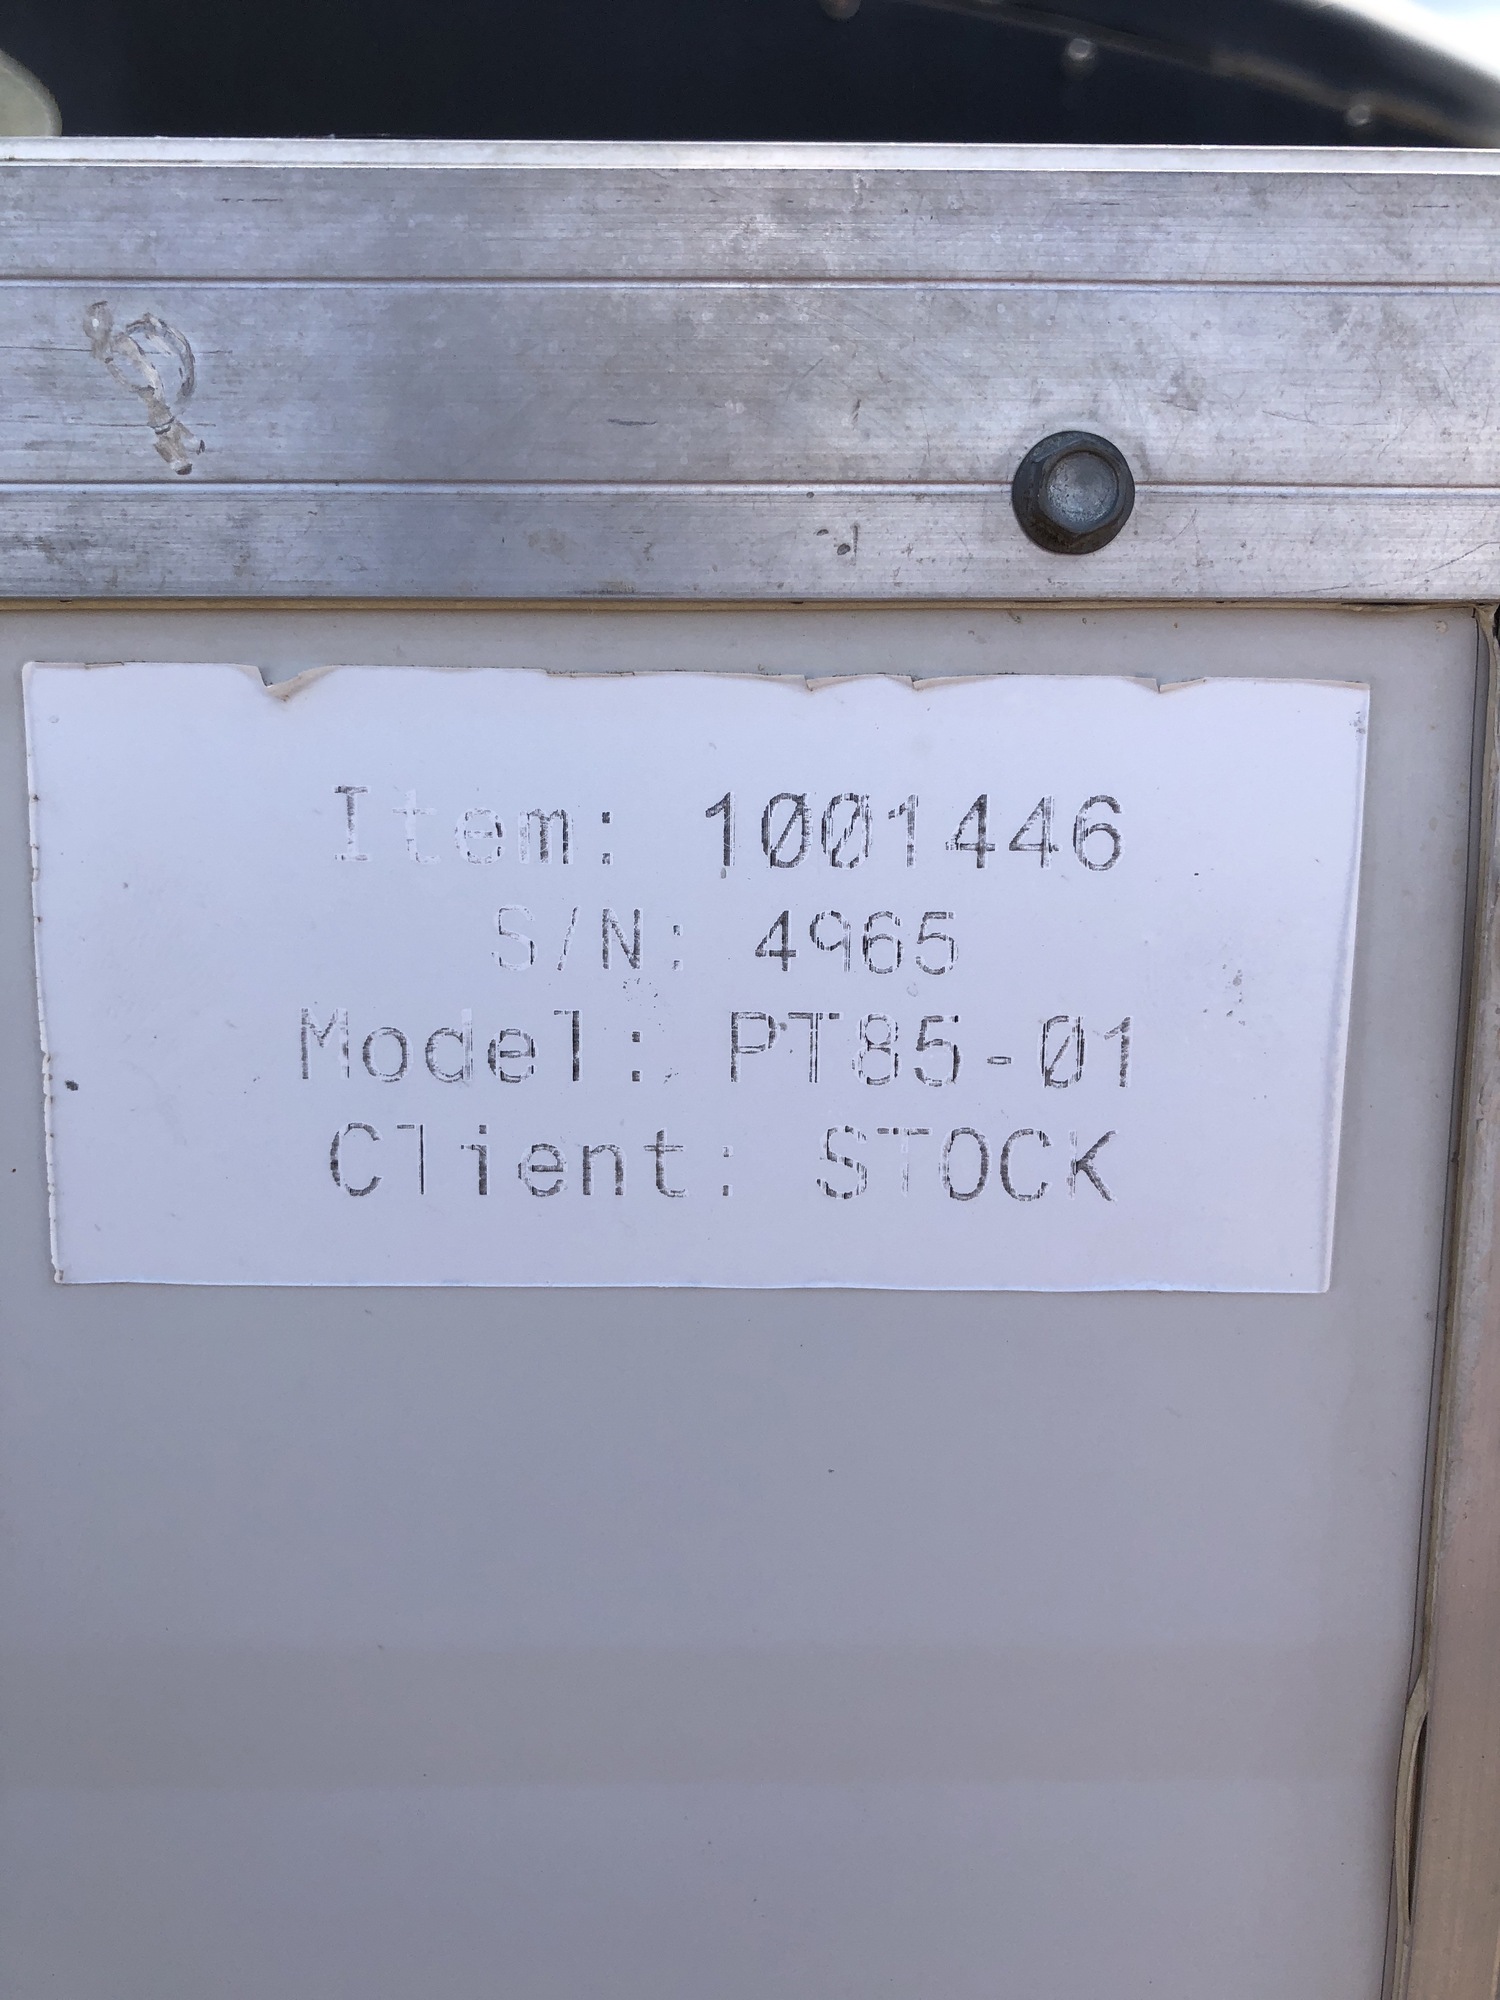 Item: 1001446
S/N: 4965
Model: PT85-01
Client: STOCK